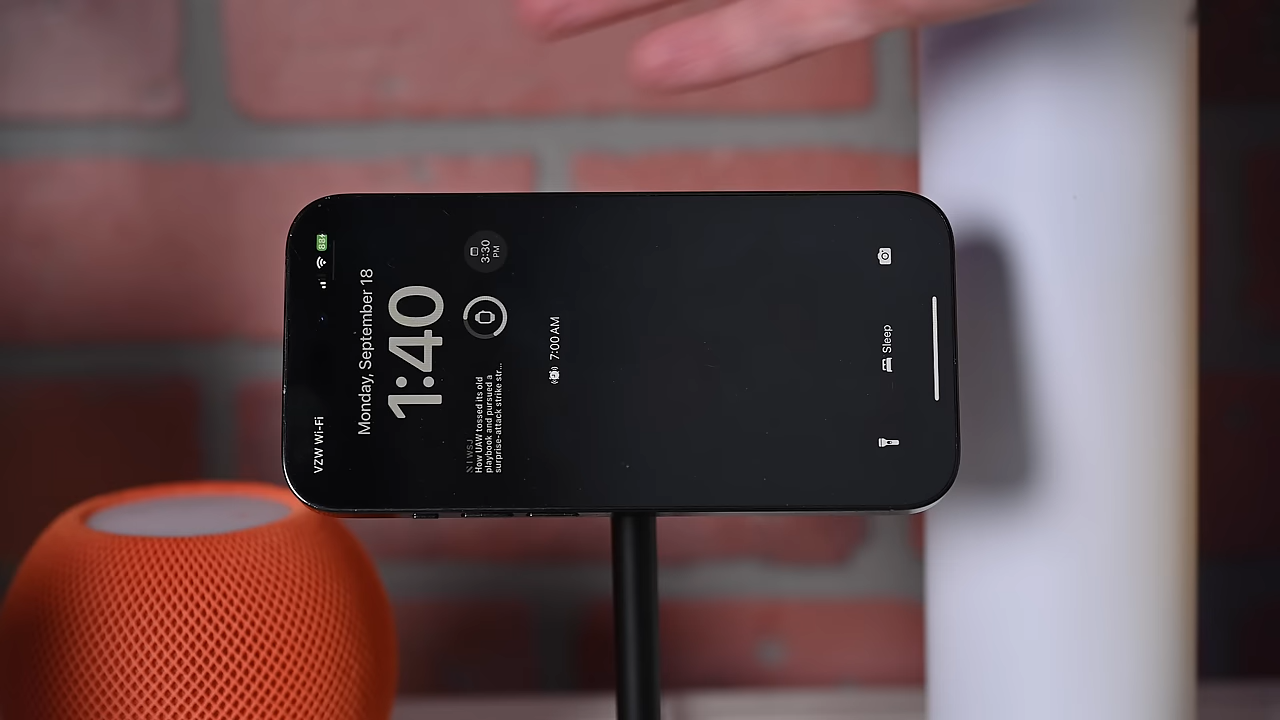 VZW Wi-Fi
88
Monday, September 18
1:40
N | WSJ
How UAW tossed its old
playbook and pursued a
surprise-attack strike str...
3:30
PM
7:00 AM
Sleep